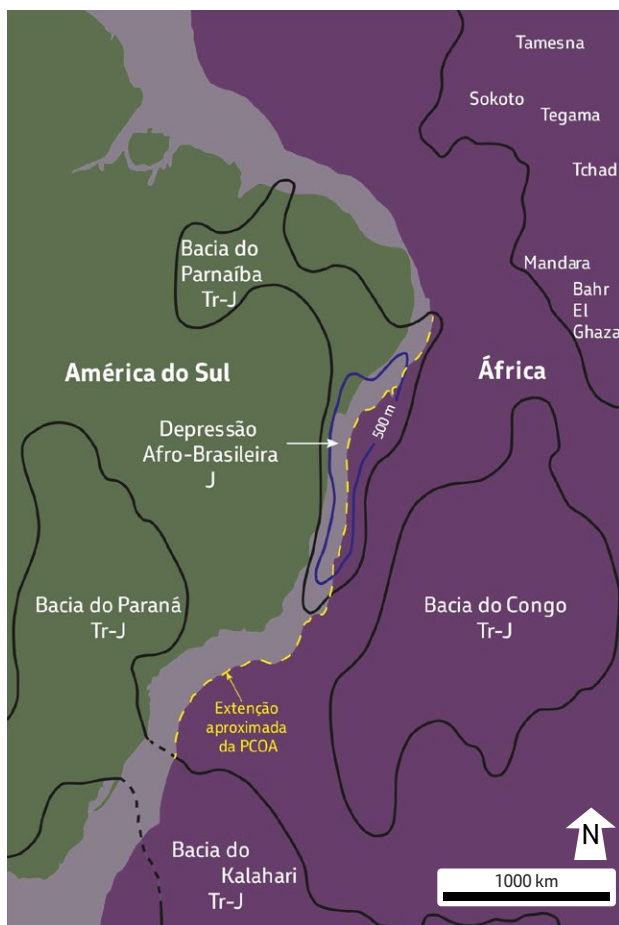 Tamesna
Sokoto
Tegama
Tchad
Bacia do
Parnaíba
Tr-J
Mandara
Bahr
El
Ghaza
América do Sul
África
500 m
Depressão
Afro-Brasileira
J
Bacia do Paraná
Tr-J
Bacia do Congo
Tr-J
Extenção
aproximada
da PCOA
N
Bacia do
Kalahari
Tr-J
1000 km